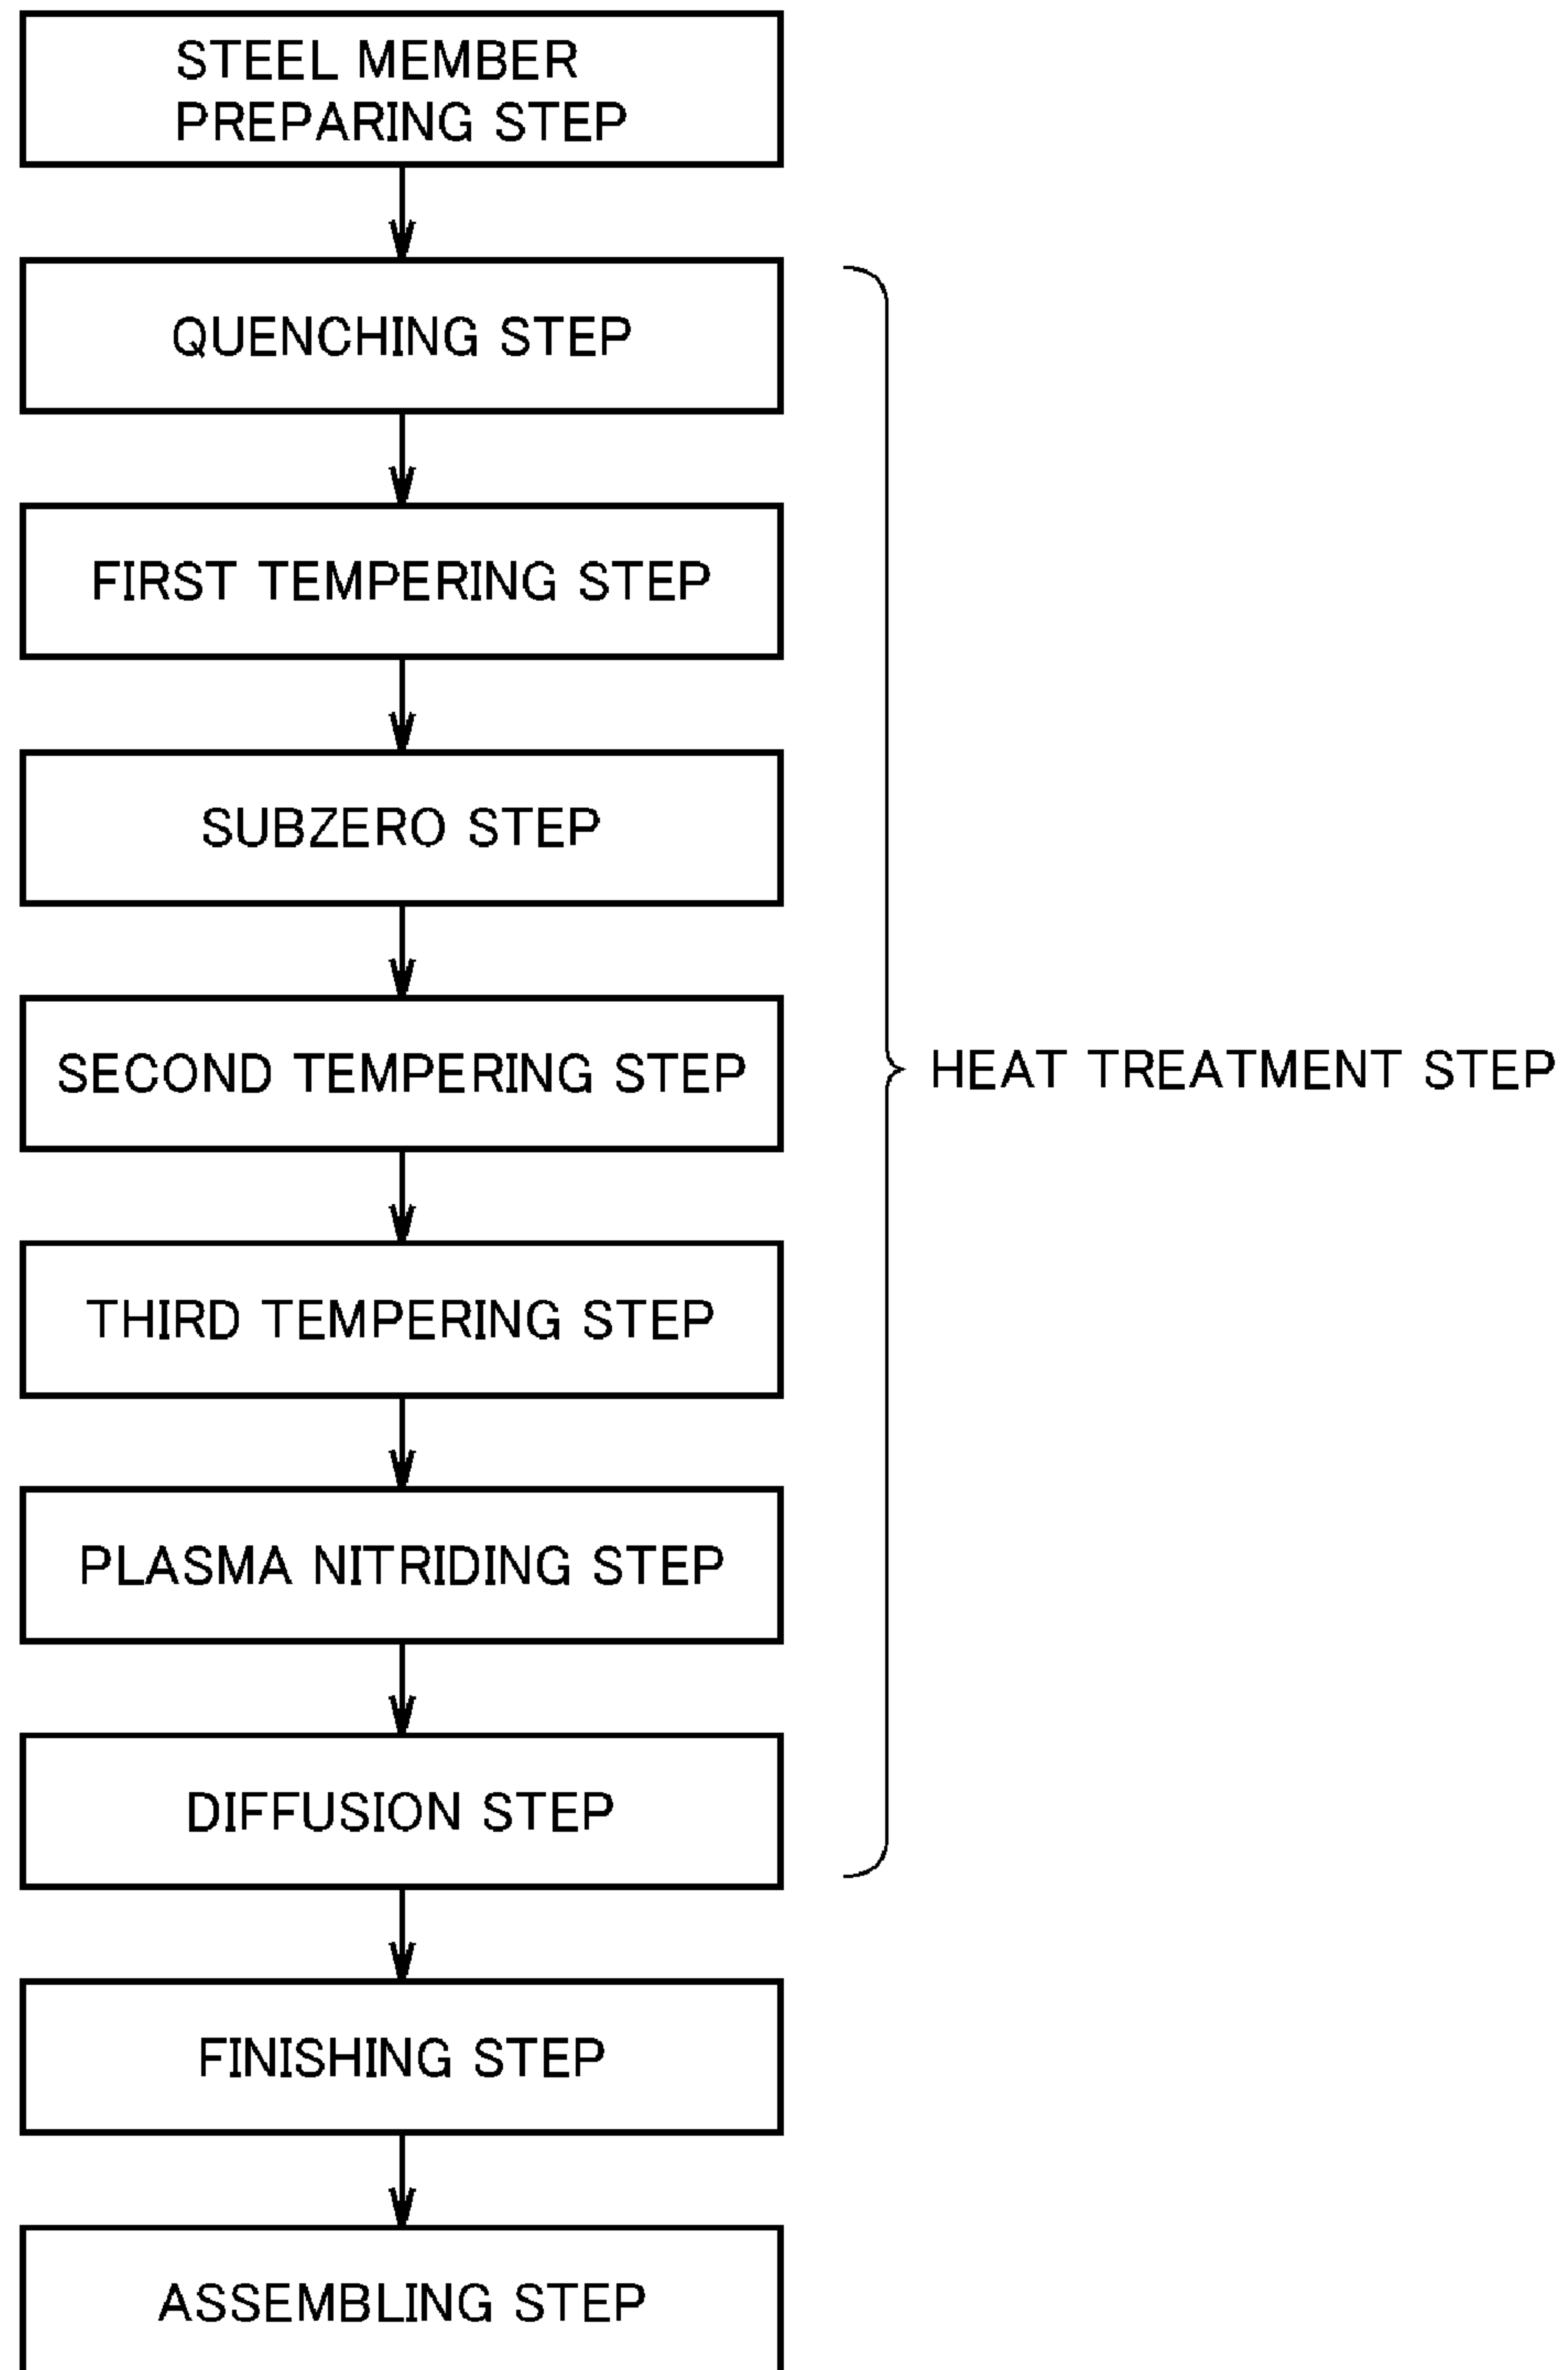 STEEL MEMBER
PREPARING STEP
QUENCHING STEP
FIRST TEMPERING STEP
SUBZERO STEP
SECOND TEMPERING STEP
HEAT TREATMENT STEP
THIRD TEMPERING STEP
PLASMA NITRIDING STEP
DIFFUSION STEP
FINISHING STEP
ASSEMBLING STEP